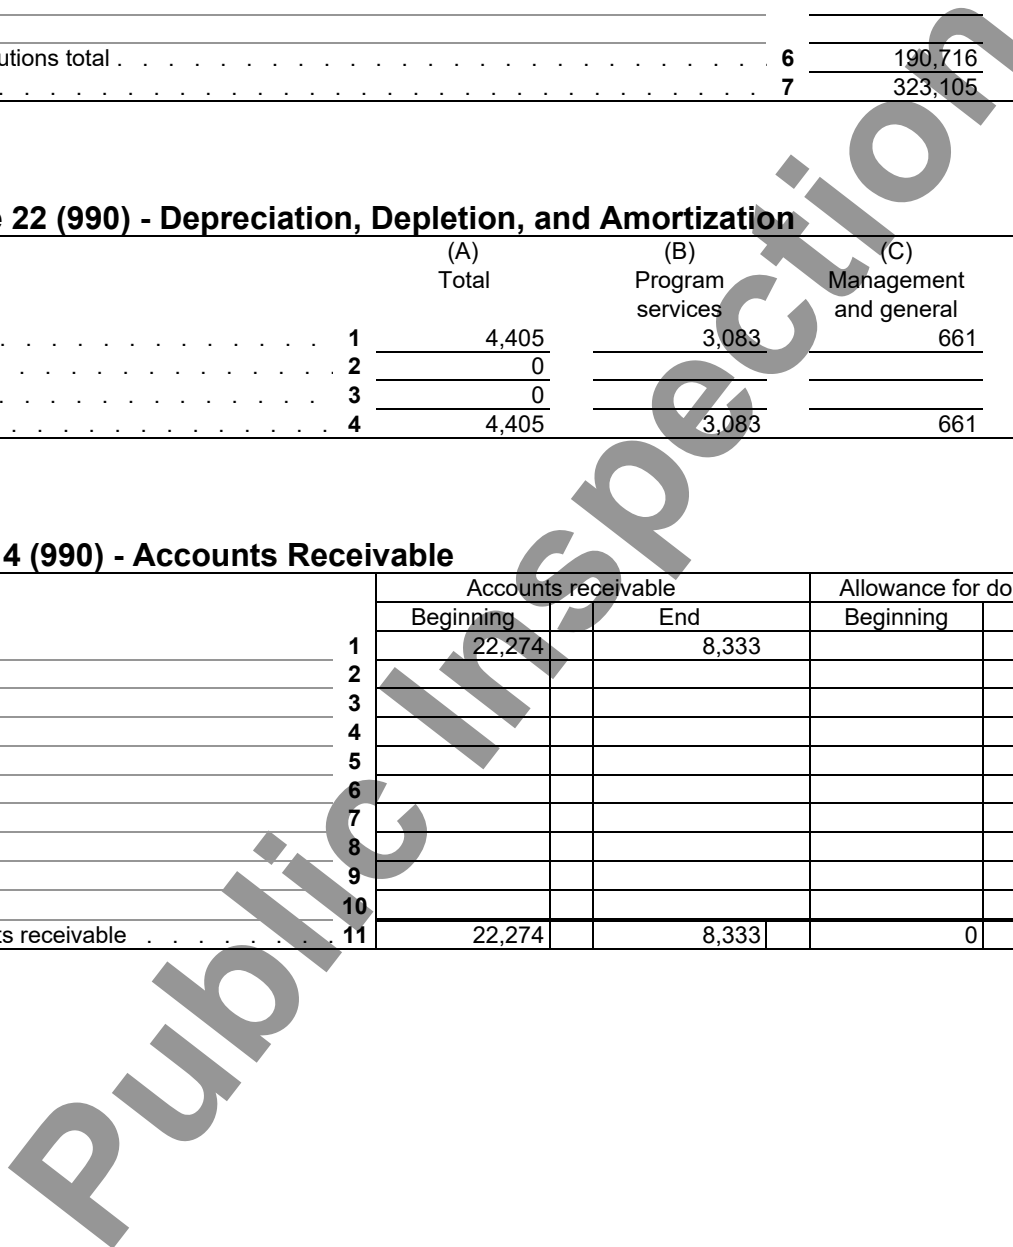 utions total . . . . . . . . . . . . . . . . . . . . . . . . . 6 190,716
. . . . . . . . . . . . . . . . . . . . . . . . . . . . . . 7 323,105
e 22 (990) - Depreciation, Depletion, and Amortization
(A) (B) (C)
Total Program Management
services and general
. . . . . . . . . . . . . 1 4,405 3,083 661
. . . . . . . . . . . . . 2 0
. . . . . . . . . . . . . 3 0
. . . . . . . . . . . . 4 4,405 3,083 661
4 (990) - Accounts Receivable
Accounts receivable Allowance for do
Beginning End Beginning
1 22,274 8,333
2
3
4
5
6
7
8
9
10
ts receivable . . . . . . . . 11 22,274 8,333 0
Public Inspection